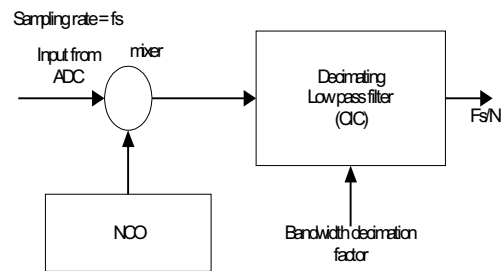 Sampling rate = fs
Input from
ADC
mixer
Decimating
Low pass filter
(CIC)
Fs/N
NCO
Bandwidth decimation
factor